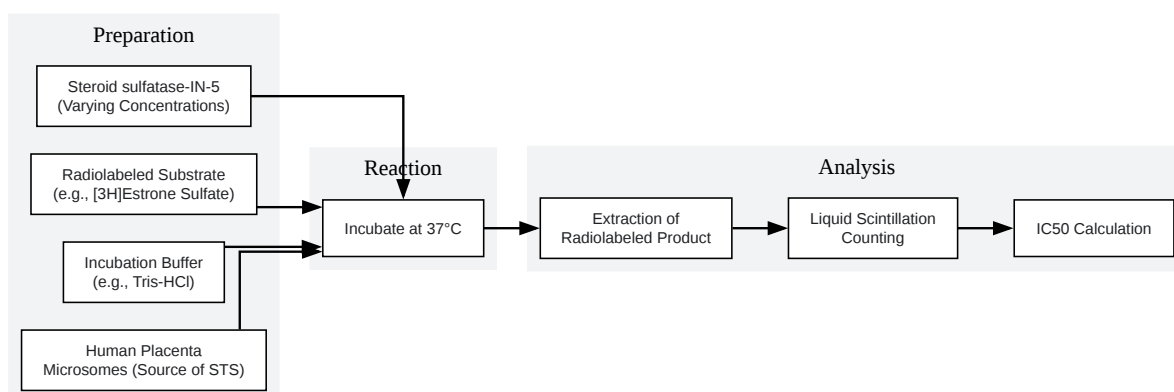 Preparation
Steroid sulfatase-IN-5
(Varying Concentrations)
Radiolabeled Substrate
(e.g., [3H]Estrone Sulfate)
Incubation Buffer
(e.g., Tris-HCl)
Human Placenta
Microsomes (Source of STS)
Reaction
Incubate at 37°C
Analysis
Extraction of
Radiolabeled Product
Liquid Scintillation
Counting
IC50 Calculation